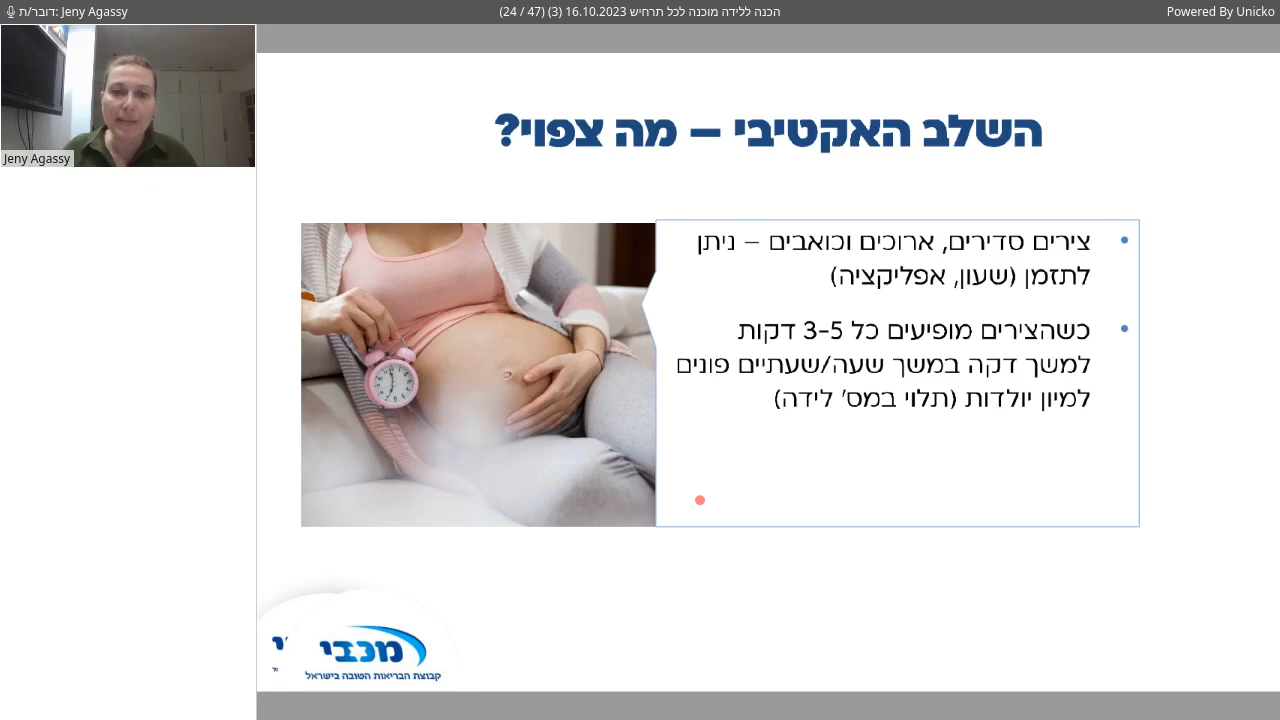 דובר/ת: Jeny Agassy
הכנה ללידה מוכנה לכל תרחיש 16.10.2023 (3) (24 / 47)
Powered By Unicko
Jeny Agassy
השלב האקטיבי – מה צפוי?
צירים סדירים, ארוכים וכואבים – ניתן
לתזמן (שעון, אפליקציה)
כשהצירים מופיעים כל 3-5 דקות
למשך דקה במשך שעה/שעתיים פונים
למיון יולדות (תלוי במס' לידה)
מכבי
קבוצת הבריאות הטובה בישראל